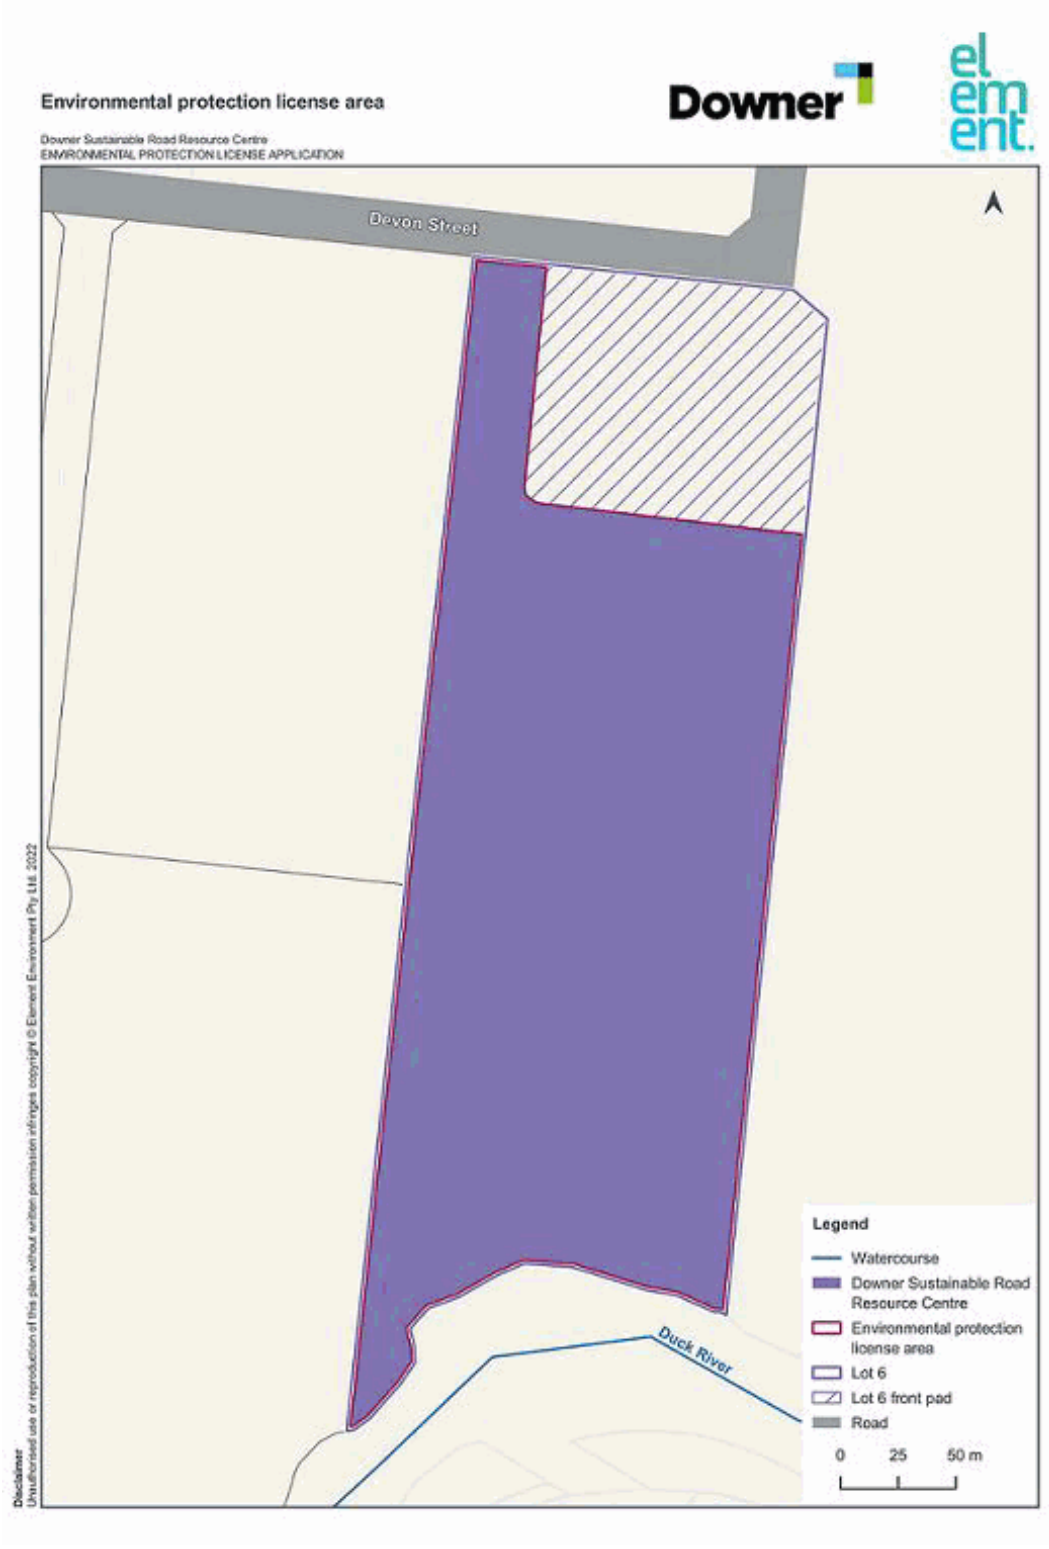 Environmental protection license area
Downer Sustainable Road Resource Centre
ENVIRONMENTAL PROTECTION LICENSE APPLICATION
Downer
el
em
ent.
Devon Street
Duck River
Legend
Watercourse
Downer Sustainable Road
Resource Centre
Environmental protection
license area
Lot 6
Lot 6 front pad
Road
0 25 50 m
Disclaimer
Unauthorised use or reproduction of this plan without written permission infringes copyright © Element Environment Pty Ltd. 2022